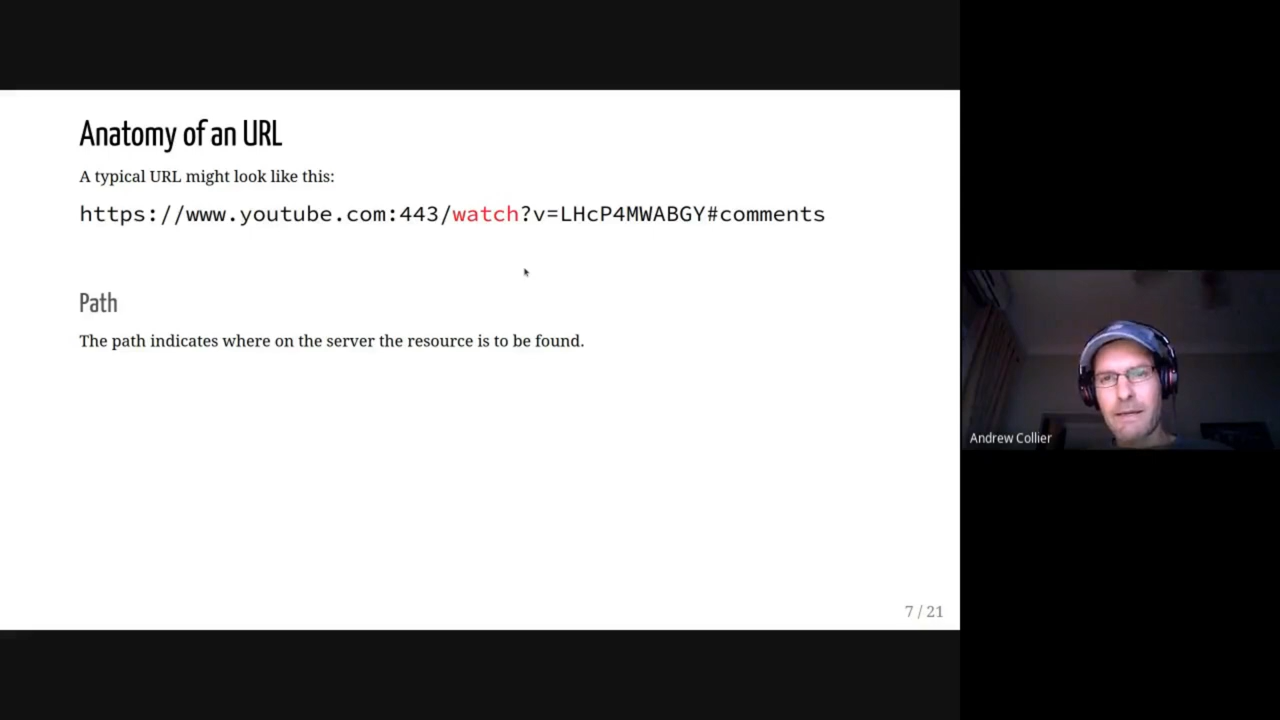 Anatomy of an URL
A typical URL might look like this:
https://www.youtube.com:443/watch?v=LHcP4MWABGY#comments
Path
The path indicates where on the server the resource is to be found.
7 / 21
Andrew Collier